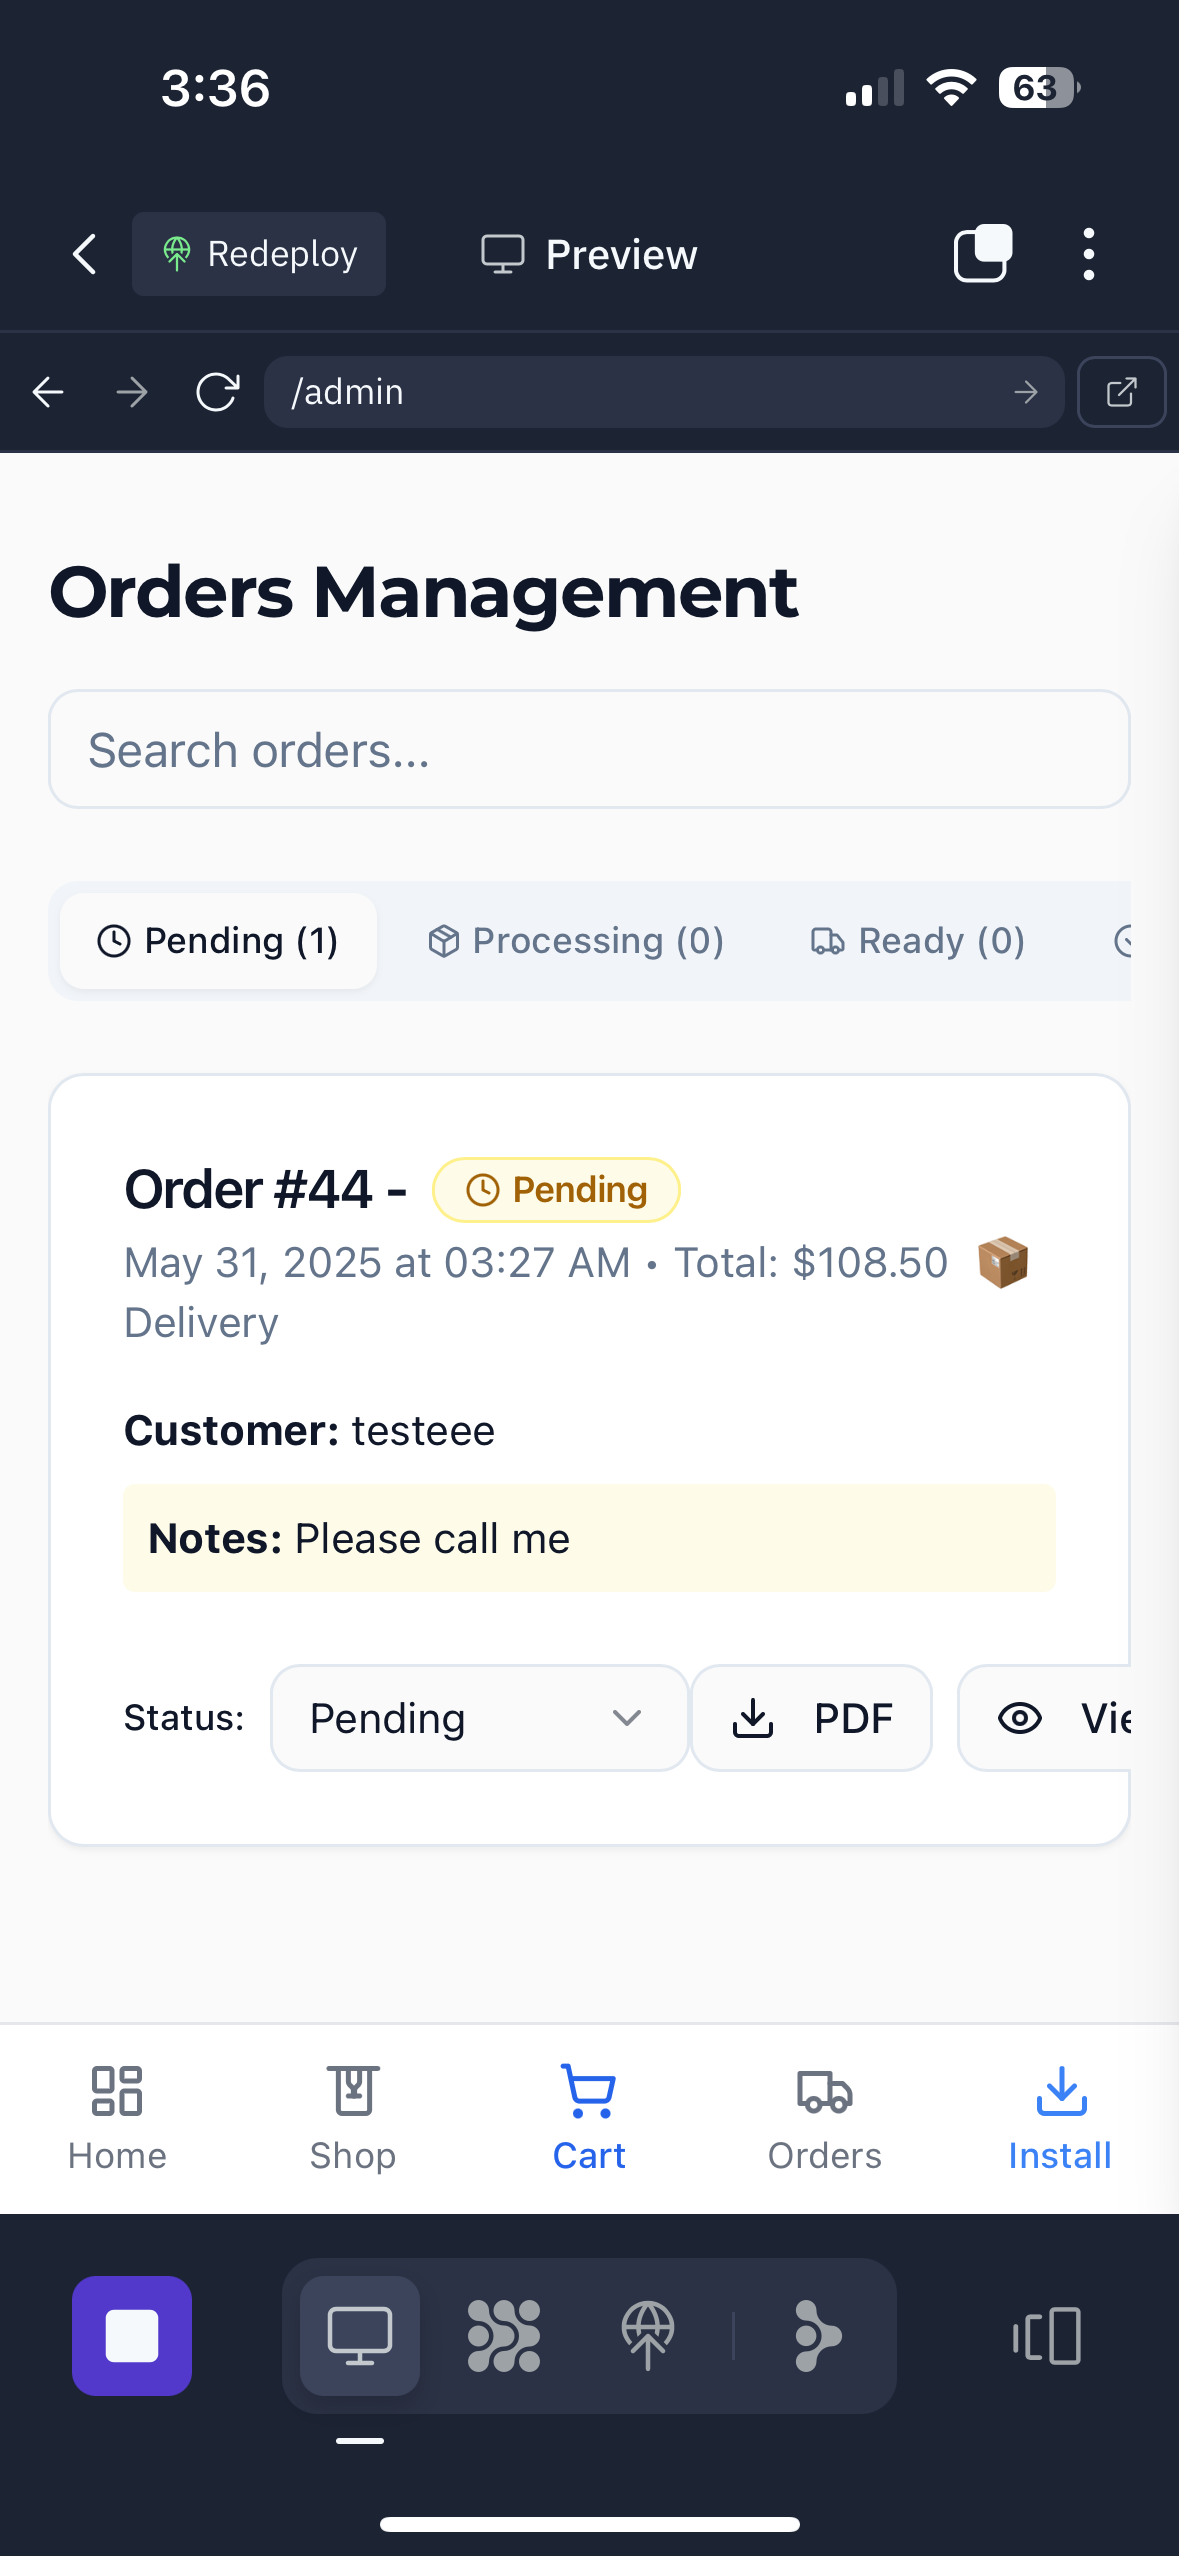 3:36
63
Redeploy
Preview
/admin
Orders Management
Search orders...
Pending (1)
Processing (0)
Ready (0)
Order #44 -
Pending
May 31, 2025 at 03:27 AM • Total: $108.50 📦
Delivery
Customer: testeee
Notes: Please call me
Status:
Pending
PDF
Home
Shop
Cart
Orders
Install